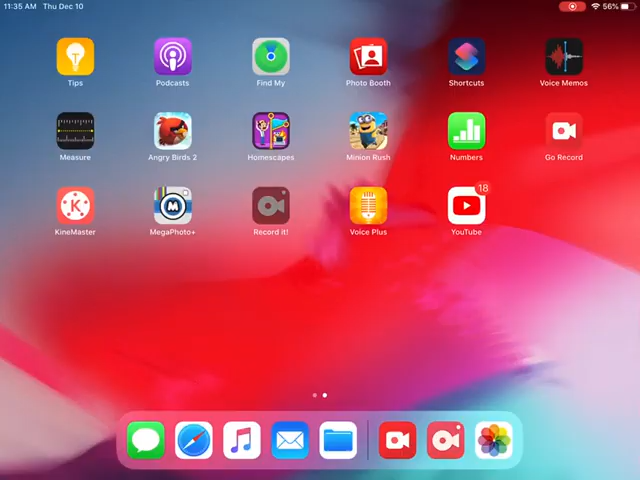 11:35 AM Thu Dec 10 56%
Tips Podcasts Find My Photo Booth Shortcuts Voice Memos
Measure Angry Birds 2 Homescapes Minion Rush Numbers Go Record
18
KineMaster MegaPhoto+ Record it! Voice Plus YouTube